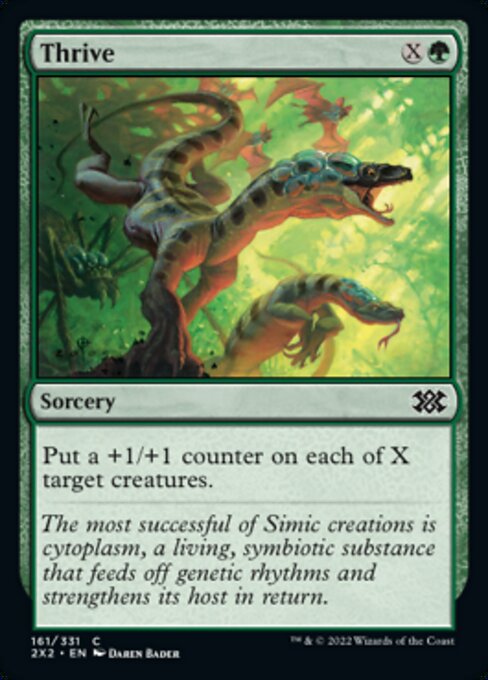 Thrive X
Sorcery
Put a +1/+1 counter on each of X
target creatures.
The most successful of Simic creations is
cytoplasm, a living, symbiotic substance
that feeds off genetic rhythms and
strengthens its host in return.
161/331 C
2X2 • EN Daren Bader
™ & © 2022 Wizards of the Coast